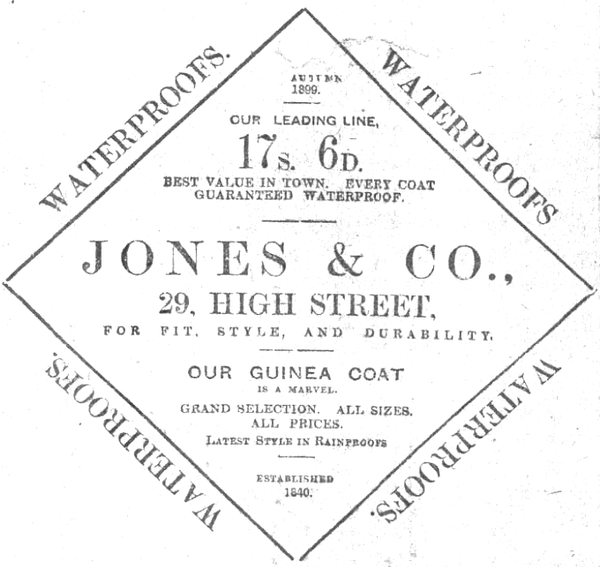 WATERPROOFS.
WATERPROOFS
AUTUMN
1899.
OUR LEADING LINE,
17S. 6D.
BEST VALUE IN TOWN. EVERY COAT
GUARANTEED WATERPROOF.
JONES & CO.,
29, HIGH STREET,
FOR FIT, STYLE, AND DURABILITY.
OUR GUINEA COAT
IS A MARVEL.
GRAND SELECTION. ALL SIZES.
ALL PRICES.
LATEST STYLE IN RAINPROOFS
ESTABLISHED
1840.
WATERPROOFS.
WATERPROOFS.